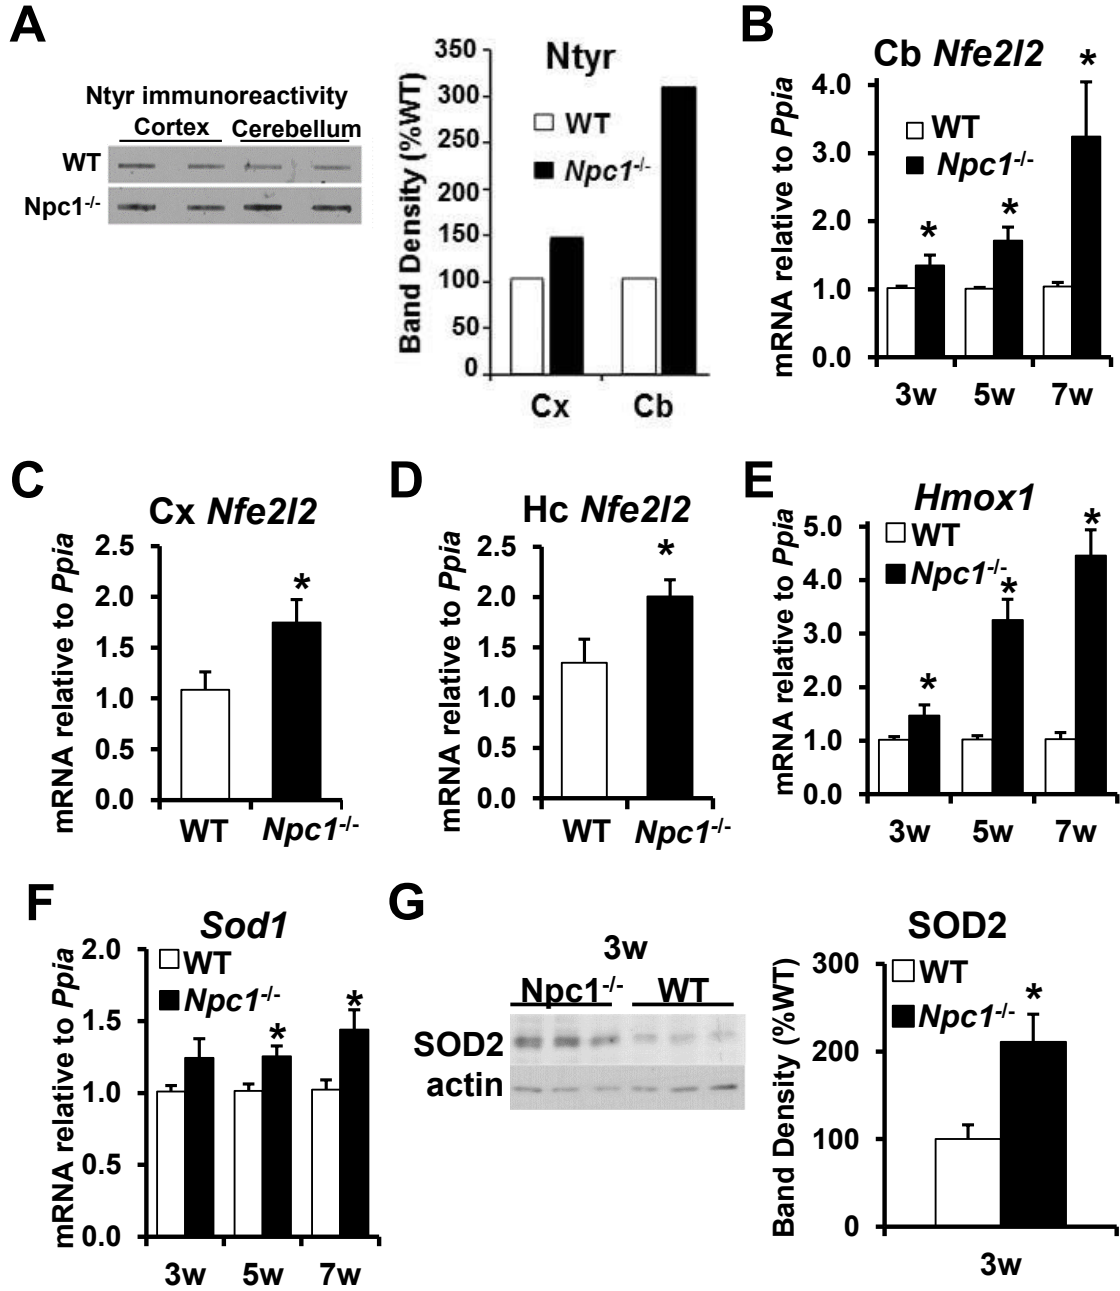 A
Ntyr immunoreactivity
Cortex Cerebellum
WT
Npc1-/-
Ntyr
WT
Npc1-/-
Band Density (%WT)
350
300
250
200
150
100
50
0
Cx Cb
B
Cb Nfe2l2
WT
Npc1-/-
mRNA relative to Ppia
4.0
3.0
2.0
1.0
0.0
* * *
3w 5w 7w
C
Cx Nfe2l2
mRNA relative to Ppia
2.5
2.0
1.5
1.0
0.5
0.0
*
WT Npc1-/-
D
Hc Nfe2l2
mRNA relative to Ppia
2.5
2.0
1.5
1.0
0.5
0.0
*
WT Npc1-/-
E
Hmox1
WT
Npc1-/-
mRNA relative to Ppia
5.0
4.0
3.0
2.0
1.0
0.0
* * *
3w 5w 7w
F
Sod1
WT
Npc1-/-
mRNA relative to Ppia
2.0
1.5
1.0
0.5
0.0
* *
3w 5w 7w
G
3w
Npc1-/- WT
SOD2
actin
SOD2
WT
Npc1-/-
Band Density (%WT)
300
200
100
0
*
3w